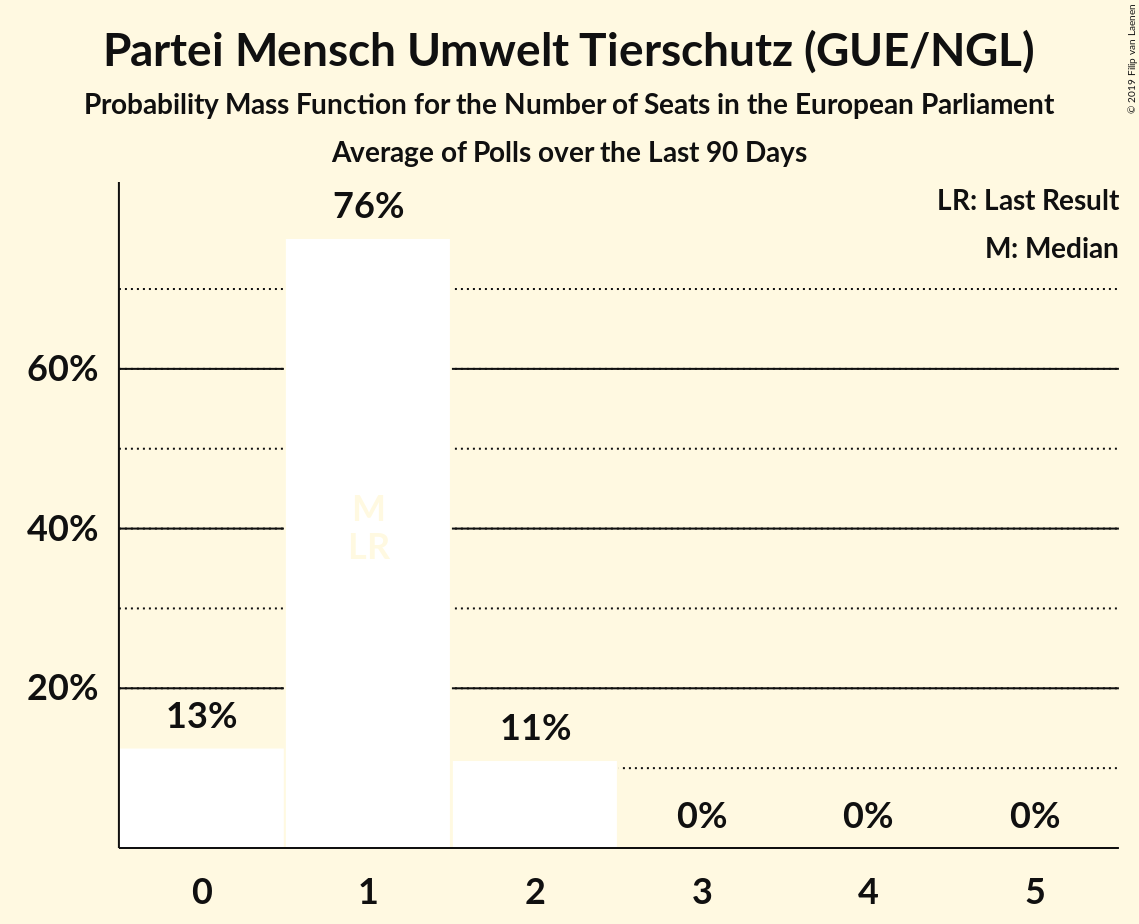 Partei Mensch Umwelt Tierschutz (GUE/NGL)
Probability Mass Function for the Number of Seats in the European Parliament
Average of Polls over the Last 90 Days
© 2019 Filip van Laenen
LR: Last Result
M: Median
76%
60%
M
40%
LR
20%
13%
11%
0%
0%
0%
0 1 2 3 4 5